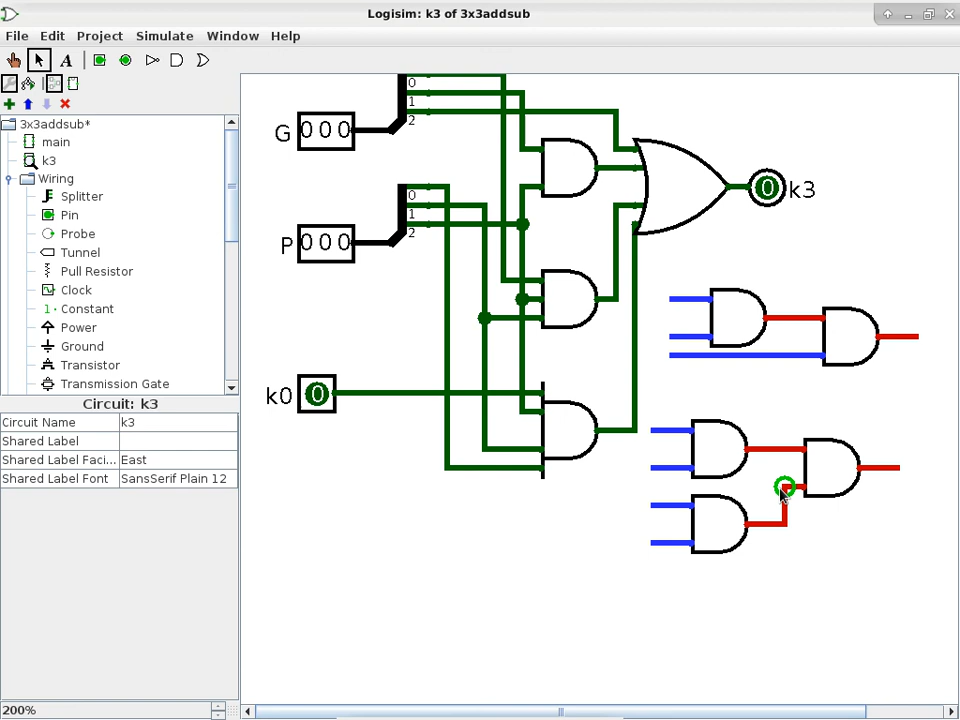 Logisim: k3 of 3x3addsub
File Edit Project Simulate Window Help
A
3x3addsub*
main
k3
Wiring
Splitter
Pin
Probe
Tunnel
Pull Resistor
Clock
1 Constant
Power
Ground
Transistor
Transmission Gate
Circuit: k3
Circuit Name k3
Shared Label
Shared Label Faci... East
Shared Label Font SansSerif Plain 12
200%
G 000
0
1
2
P 000
0
1
2
k0 0
0 k3